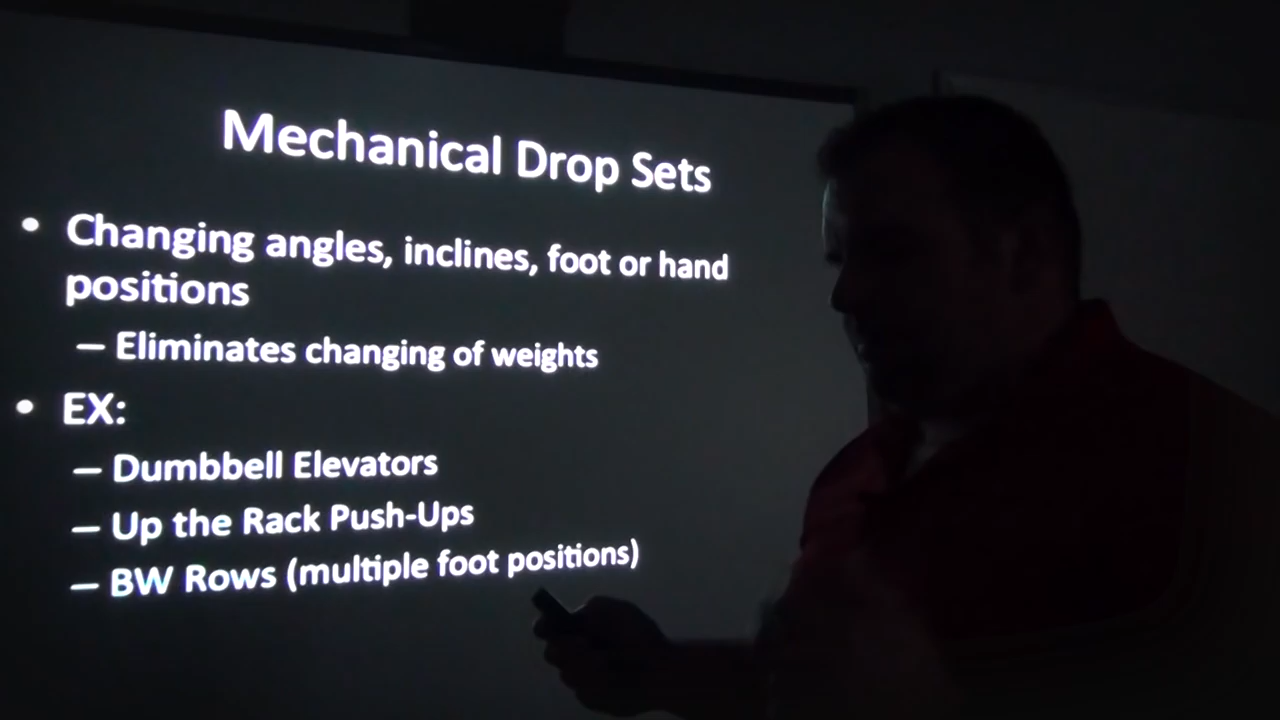 Mechanical Drop Sets
• Changing angles, inclines, foot or hand
positions
– Eliminates changing of weights
• EX:
– Dumbbell Elevators
– Up the Rack Push-Ups
– BW Rows (multiple foot positions)